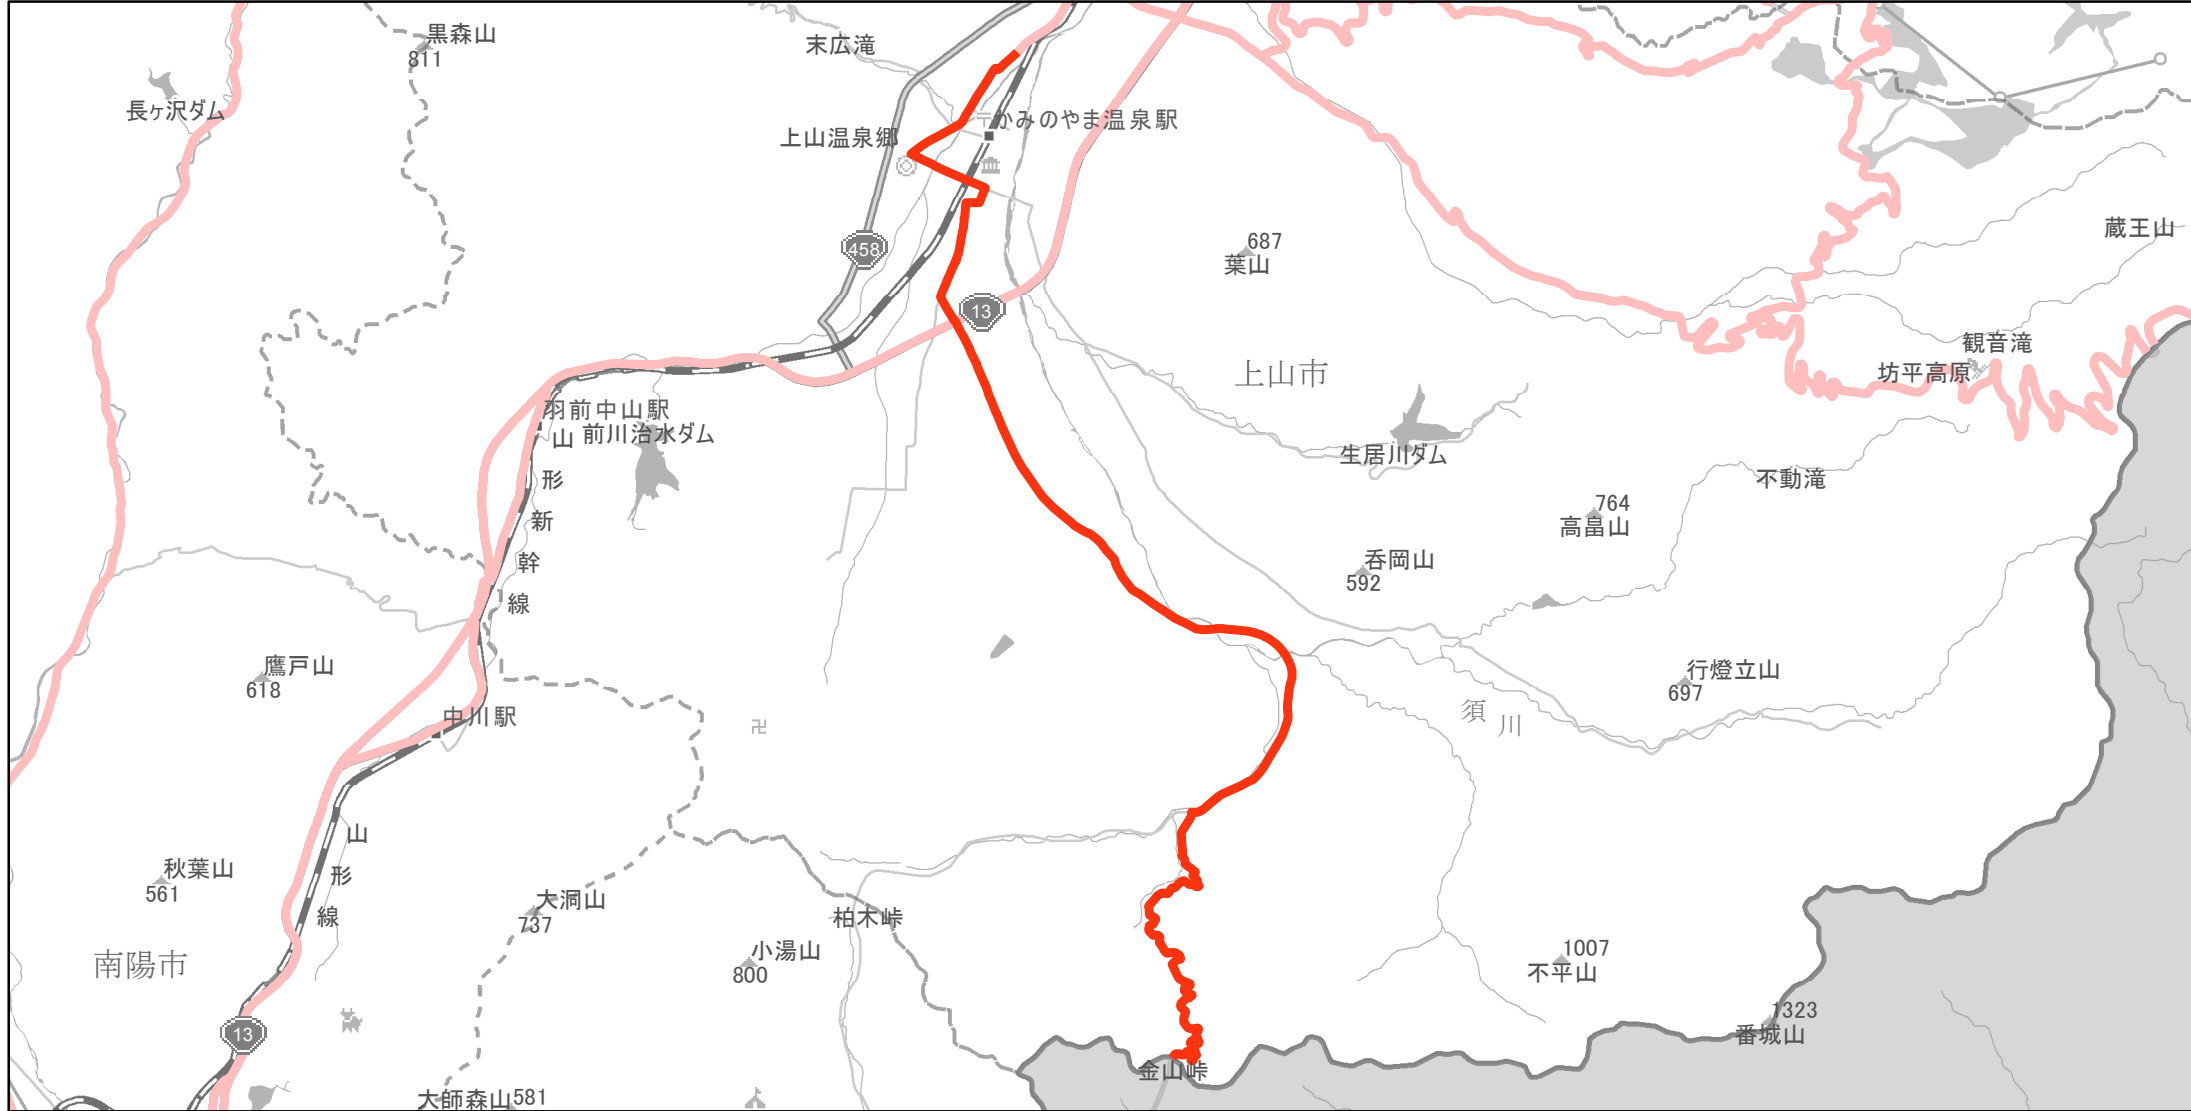 黒森山
811
末広滝
長ヶ沢ダム
かみのやま温泉駅
上山温泉郷
蔵王山
687
葉山
458
13
観音滝
坊平高原
上山市
羽前中山駅
前川治水ダム
生居川ダム
不動滝
山形新幹線
764
高畠山
呑岡山
592
鷹戸山
618
行燈立山
697
中川駅
須川
山形線
秋葉山
561
大洞山
737
柏木峠
小湯山
800
南陽市
1007
不平山
1323
番城山
13
金山峠
大師森山581